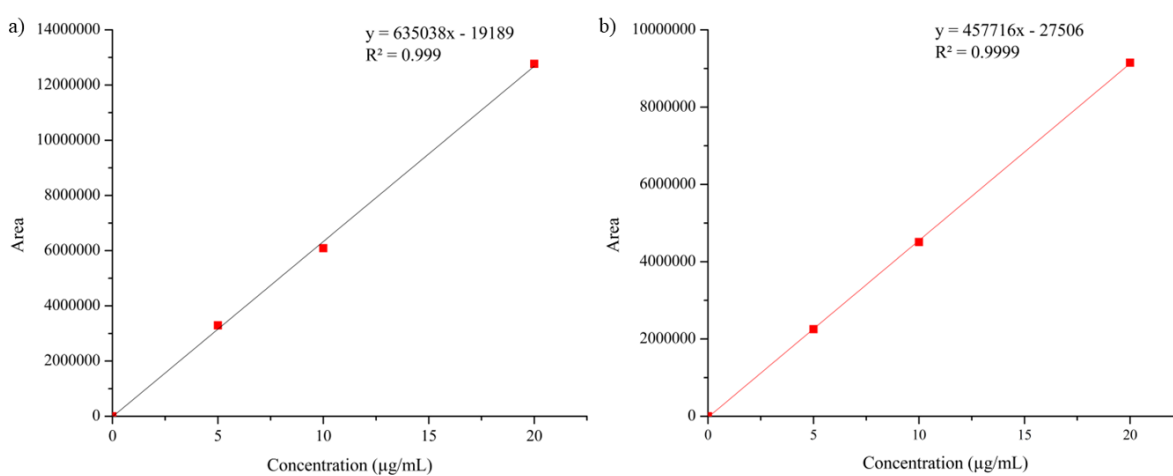 a)
y = 635038x - 19189
R² = 0.999
14000000
12000000
10000000
8000000
6000000
4000000
2000000
0
Area
0 5 10 15 20
Concentration (µg/mL)
b)
y = 457716x - 27506
R² = 0.9999
10000000
8000000
6000000
4000000
2000000
0
Area
0 5 10 15 20
Concentration (µg/mL)